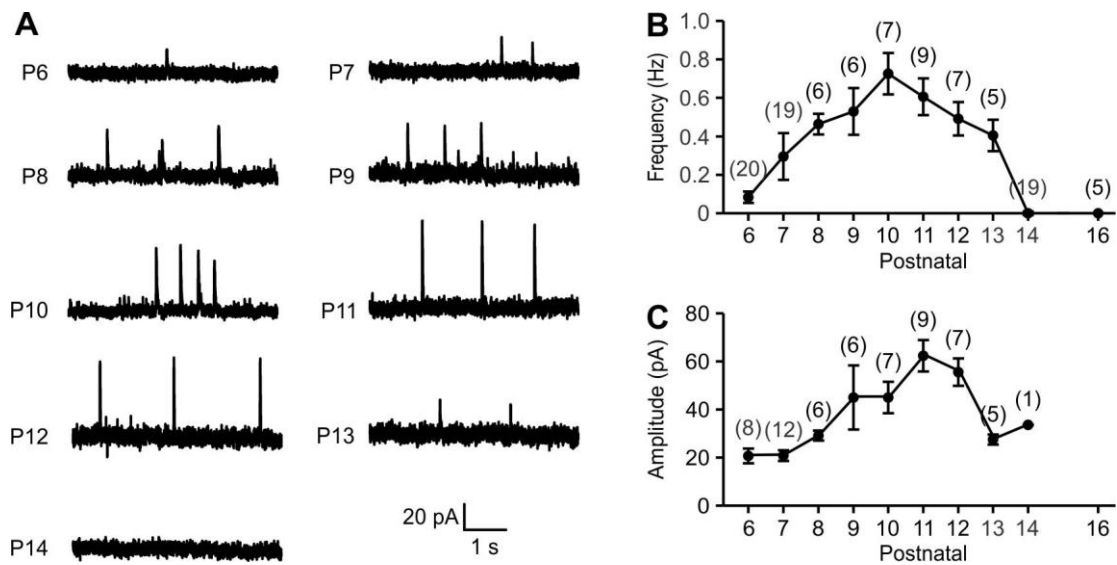 A
P6
P7
P8
P9
P10
P11
P12
P13
P14
20 pA
1 s
B
Frequency (Hz)
1.0
0.8
0.6
0.4
0.2
0
(20)
(19)
(6)
(6)
(7)
(9)
(7)
(5)
(19)
(5)
6 7 8 9 10 11 12 13 14 16
Postnatal
C
Amplitude (pA)
80
60
40
20
0
(8)
(12)
(6)
(6)
(7)
(9)
(7)
(5)
(1)
6 7 8 9 10 11 12 13 14 16
Postnatal